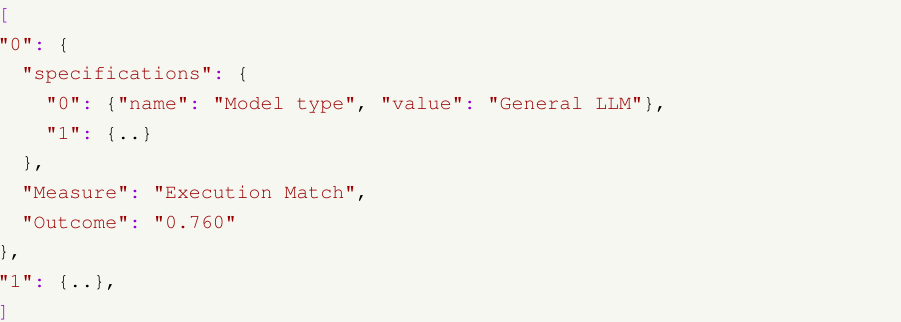 [
"0": {
  "specifications": {
    "0": {"name": "Model type", "value": "General LLM"},
    "1": {..}
  },
  "Measure": "Execution Match",
  "Outcome": "0.760"
},
"1": {..},
]